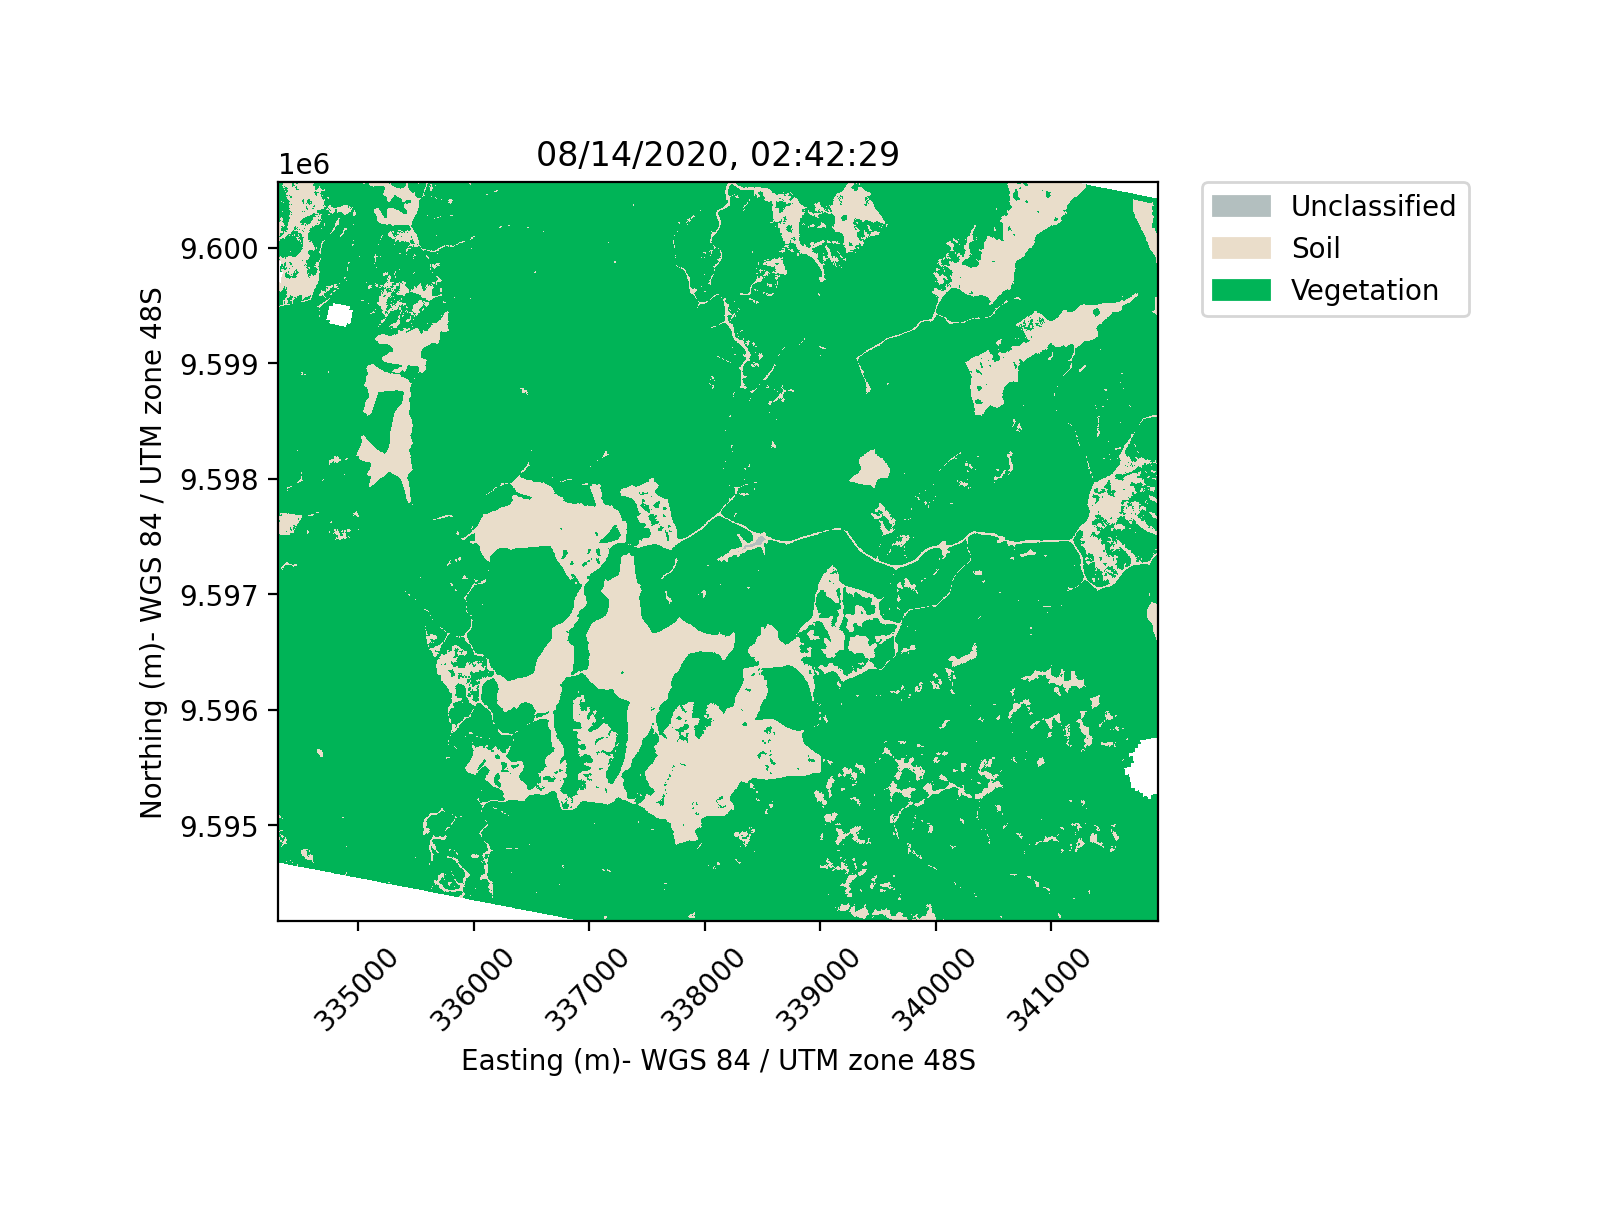 08/14/2020, 02:42:29
1e6
Unclassified
Soil
Vegetation
9.600
9.599
9.598
9.597
9.596
9.595
Northing (m)- WGS 84 / UTM zone 48S
335000
336000
337000
338000
339000
340000
341000
Easting (m)- WGS 84 / UTM zone 48S